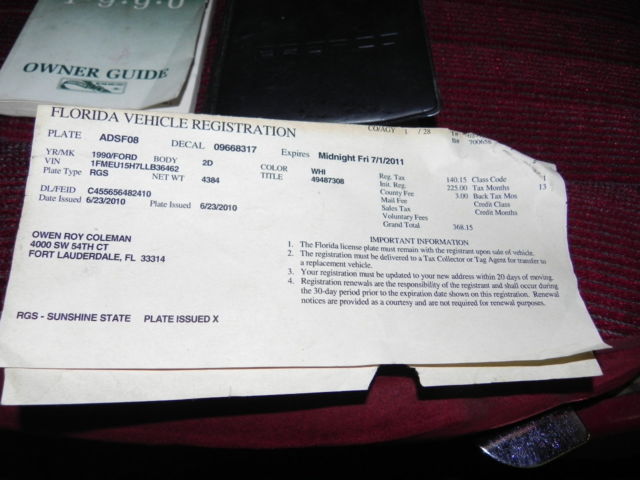 1990
OWNER GUIDE
FLORIDA VEHICLE REGISTRATION
CO/AGY 1 / 28
PLATE ADSF08 DECAL 09668317 Expires Midnight Fri 7/1/2011
YR/MK 1990/FORD BODY 2D COLOR WHI
VIN 1FMEU15H7LLB36462 TITLE 49487308
Plate Type RGS NET WT 4384
DL/FEID C455656482410
Date Issued 6/23/2010 Plate Issued 6/23/2010
Reg. Tax 140.15 Class Code 1
Init. Reg. 225.00 Tax Months 13
County Fee 3.00 Back Tax Mos
Mail Fee Credit Class
Sales Tax Credit Months
Voluntary Fees
Grand Total 368.15
OWEN ROY COLEMAN
4000 SW 54TH CT
FORT LAUDERDALE, FL 33314
IMPORTANT INFORMATION
1. The Florida license plate must remain with the registrant upon sale of vehicle.
2. The registration must be delivered to a Tax Collector or Tag Agent for transfer to
a replacement vehicle.
3. Your registration must be updated to your new address within 20 days of moving.
4. Registration renewals are the responsibility of the registrant and shall occur during
the 30-day period prior to the expiration date shown on this registration. Renewal
notices are provided as a courtesy and are not required for renewal purposes.
RGS - SUNSHINE STATE PLATE ISSUED X